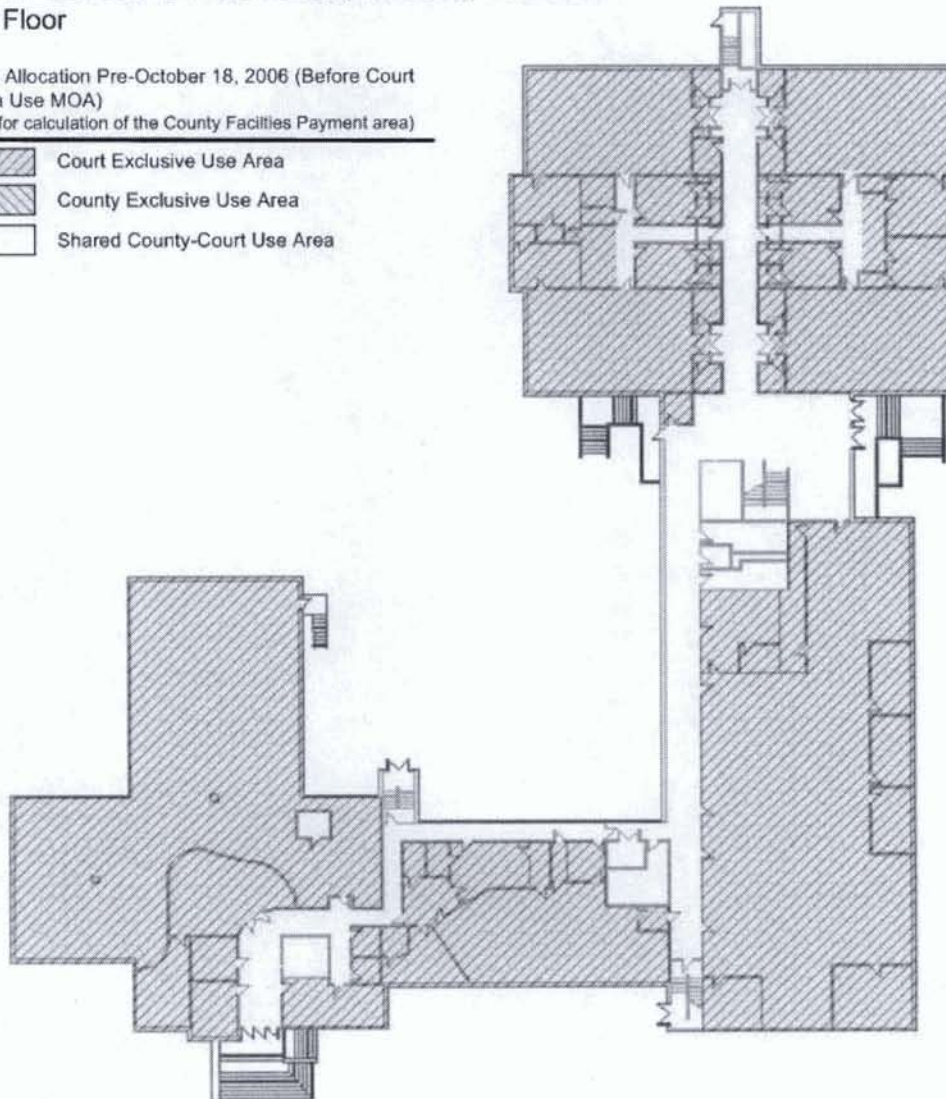 Floor
Allocation Pre-October 18, 2006 (Before Court
Use MOA)
for calculation of the County Facilties Payment area)
Court Exclusive Use Area
County Exclusive Use Area
Shared County-Court Use Area